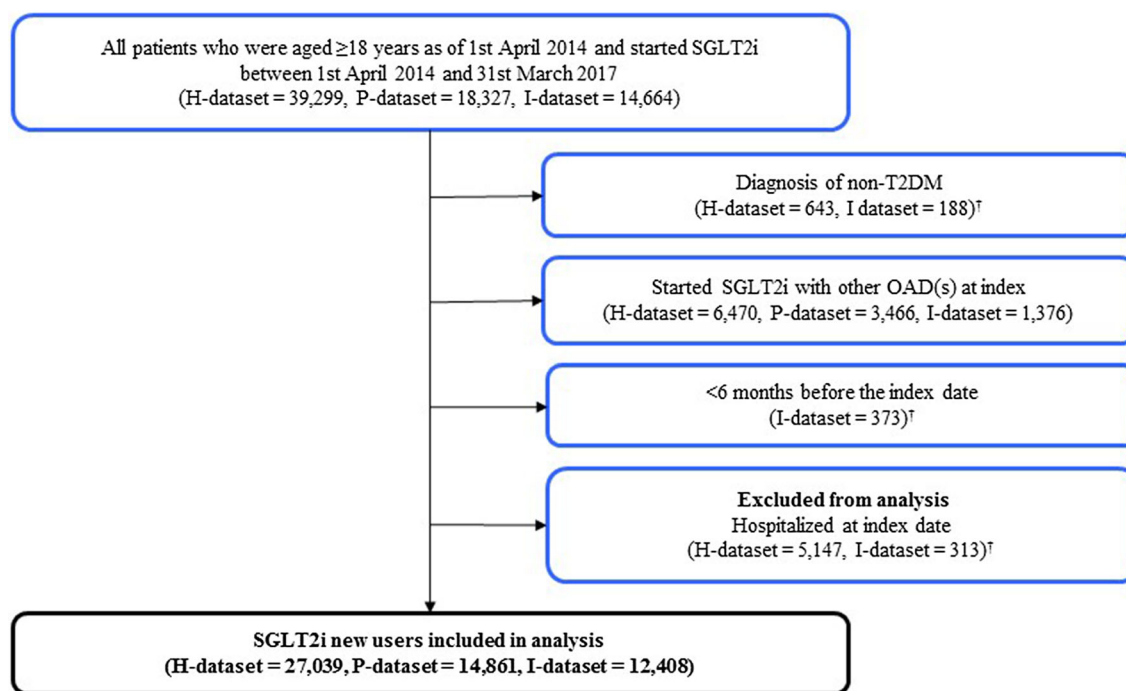 All patients who were aged ≥18 years as of 1st April 2014 and started SGLT2i
between 1st April 2014 and 31st March 2017
(H-dataset = 39,299, P-dataset = 18,327, I-dataset = 14,664)
Diagnosis of non-T2DM
(H-dataset = 643, I dataset = 188)†
Started SGLT2i with other OAD(s) at index
(H-dataset = 6,470, P-dataset = 3,466, I-dataset = 1,376)
<6 months before the index date
(I-dataset = 373)†
Excluded from analysis
Hospitalized at index date
(H-dataset = 5,147, I-dataset = 313)†
SGLT2i new users included in analysis
(H-dataset = 27,039, P-dataset = 14,861, I-dataset = 12,408)